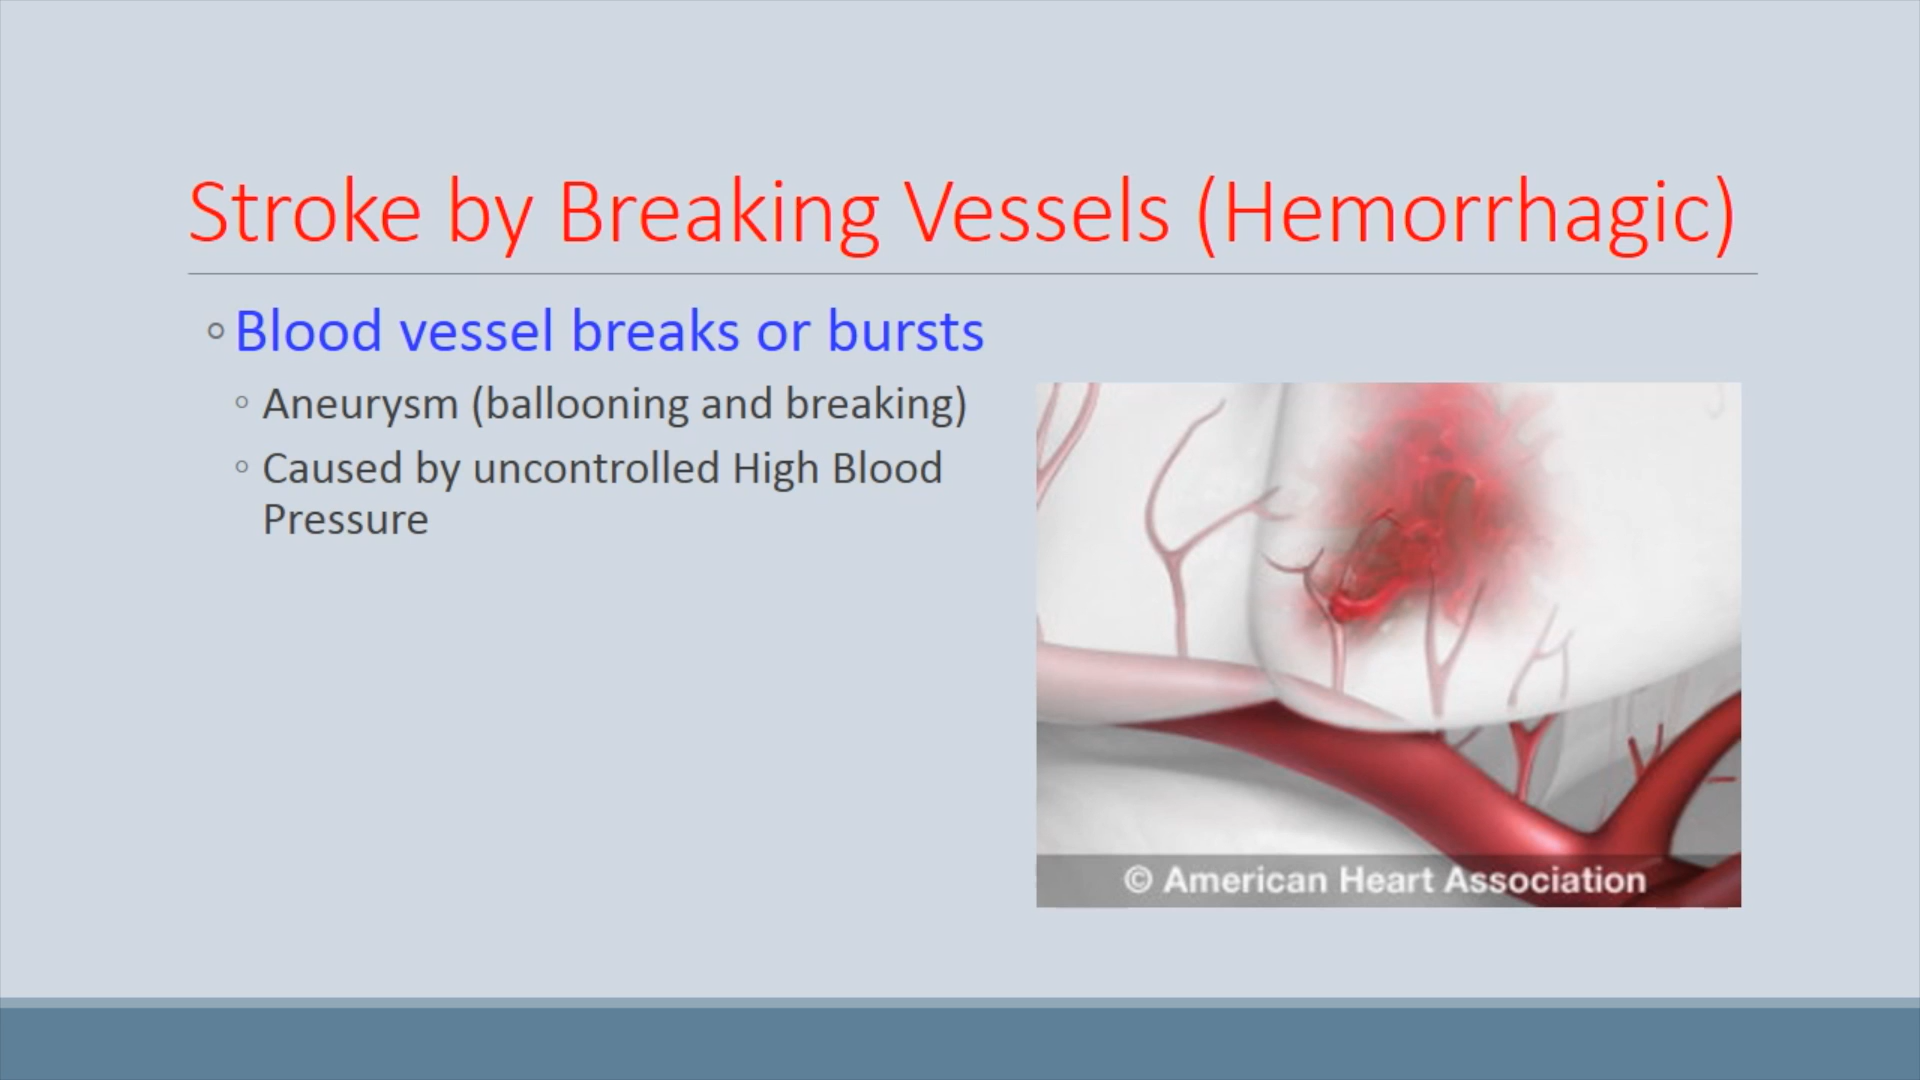 Stroke by Breaking Vessels (Hemorrhagic)
Blood vessel breaks or bursts
Aneurysm (ballooning and breaking)
Caused by uncontrolled High Blood
Pressure
© American Heart Association